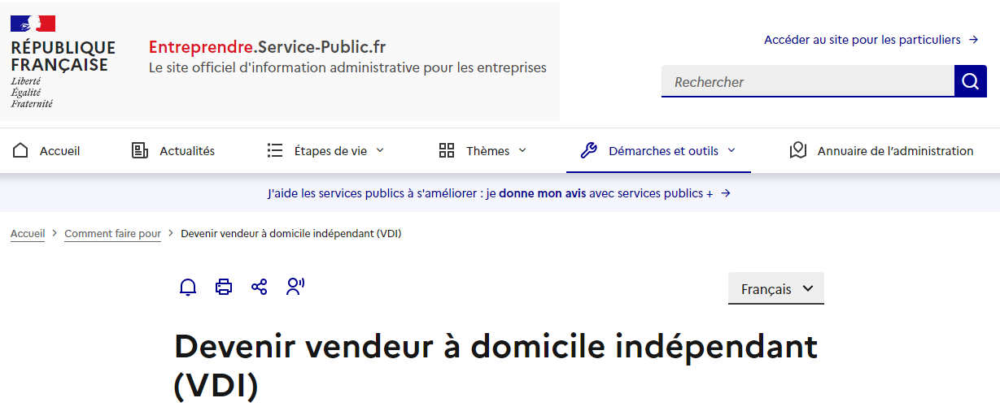 RÉPUBLIQUE
FRANÇAISE
Liberté
Égalité
Fraternité
Entreprendre.Service-Public.fr
Le site officiel d'information administrative pour les entreprises
Accéder au site pour les particuliers
Rechercher
Accueil Actualités Étapes de vie Thèmes Démarches et outils Annuaire de l’administration
J'aide les services publics à s'améliorer : je donne mon avis avec services publics +
Accueil Comment faire pour Devenir vendeur à domicile indépendant (VDI)
Français
Devenir vendeur à domicile indépendant
(VDI)